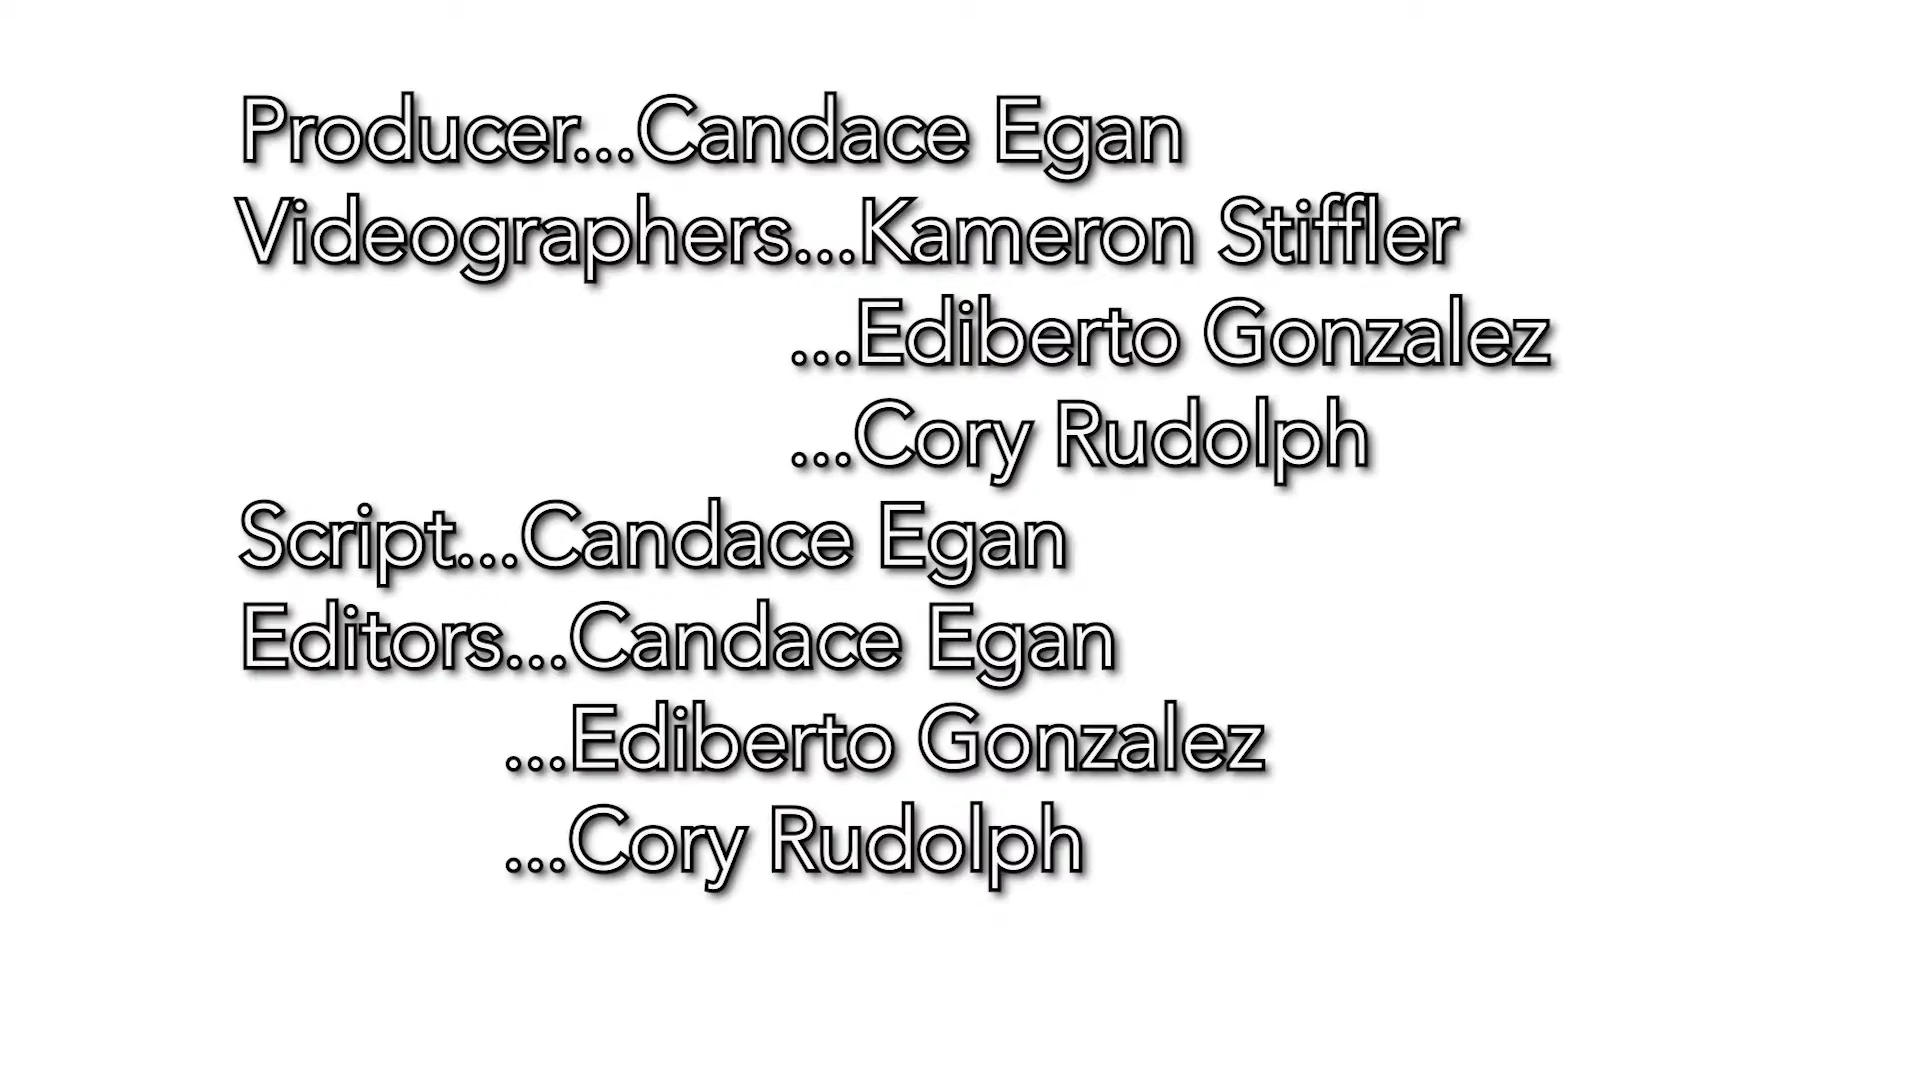 Producer...Candace Egan
Videographers...Kameron Stiffler
...Ediberto Gonzalez
...Cory Rudolph
Script...Candace Egan
Editors...Candace Egan
...Ediberto Gonzalez
...Cory Rudolph